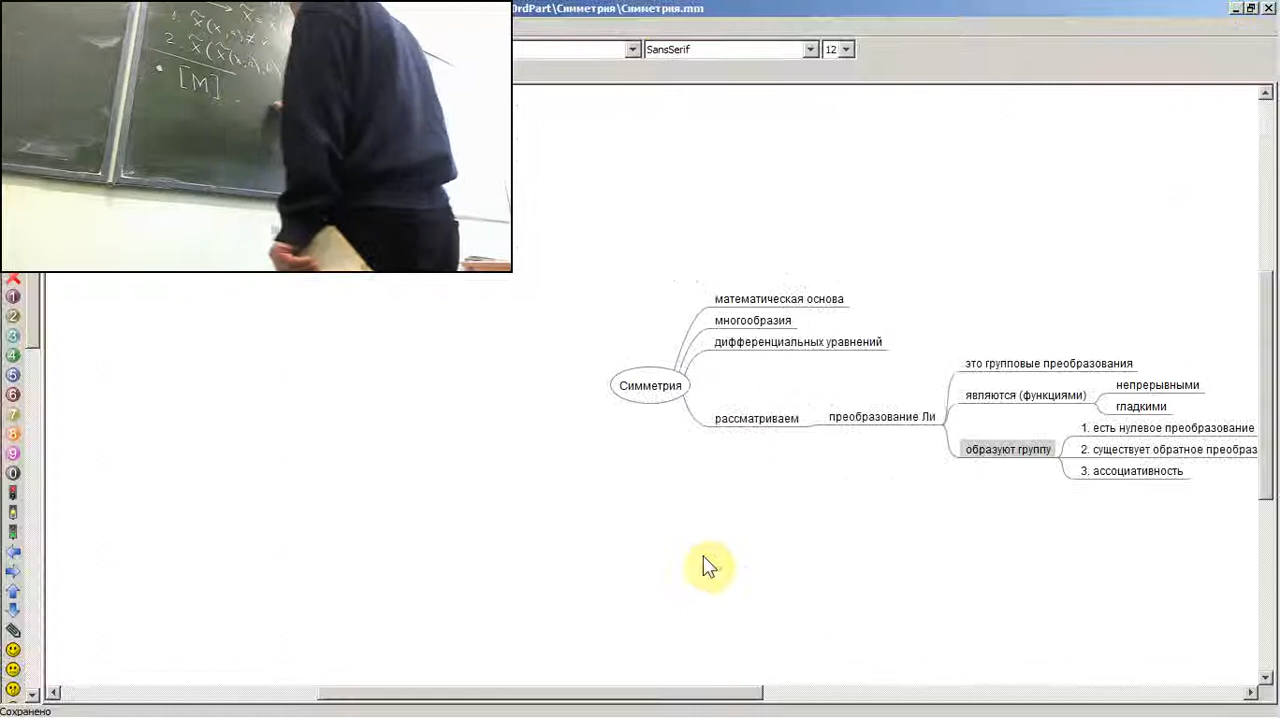 0rdPart\Симметрия\Симметрия.mm
SansSerif
12
[M]
математическая основа
многообразия
дифференциальных уравнений
Симметрия
рассматриваем
преобразование Ли
это групповые преобразования
являются (функциями)
непрерывными
гладкими
образуют группу
1. есть нулевое преобразование
2. существует обратное преобраз
3. ассоциативность
Сохранено